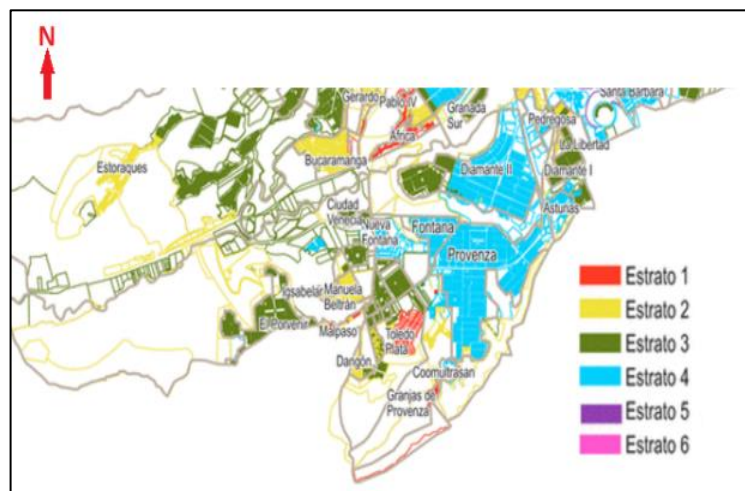 N
Gerardo
Pablo IV
Granada
Sur
Santa Bárbara
Africa
Pedregosa
La Libertad
Bucaramanga
Estoraques
Diamante II
Diamante I
Ciudad
Venecia
Nueva
Fontana
Fontana
Asturias
Provenza
Igsabelar
Manuela
Beltrán
El Porvenir
Malpaso
Toledo
Plata
Dangón
Coomultrasan
Granjas de
Provenza
Estrato 1
Estrato 2
Estrato 3
Estrato 4
Estrato 5
Estrato 6